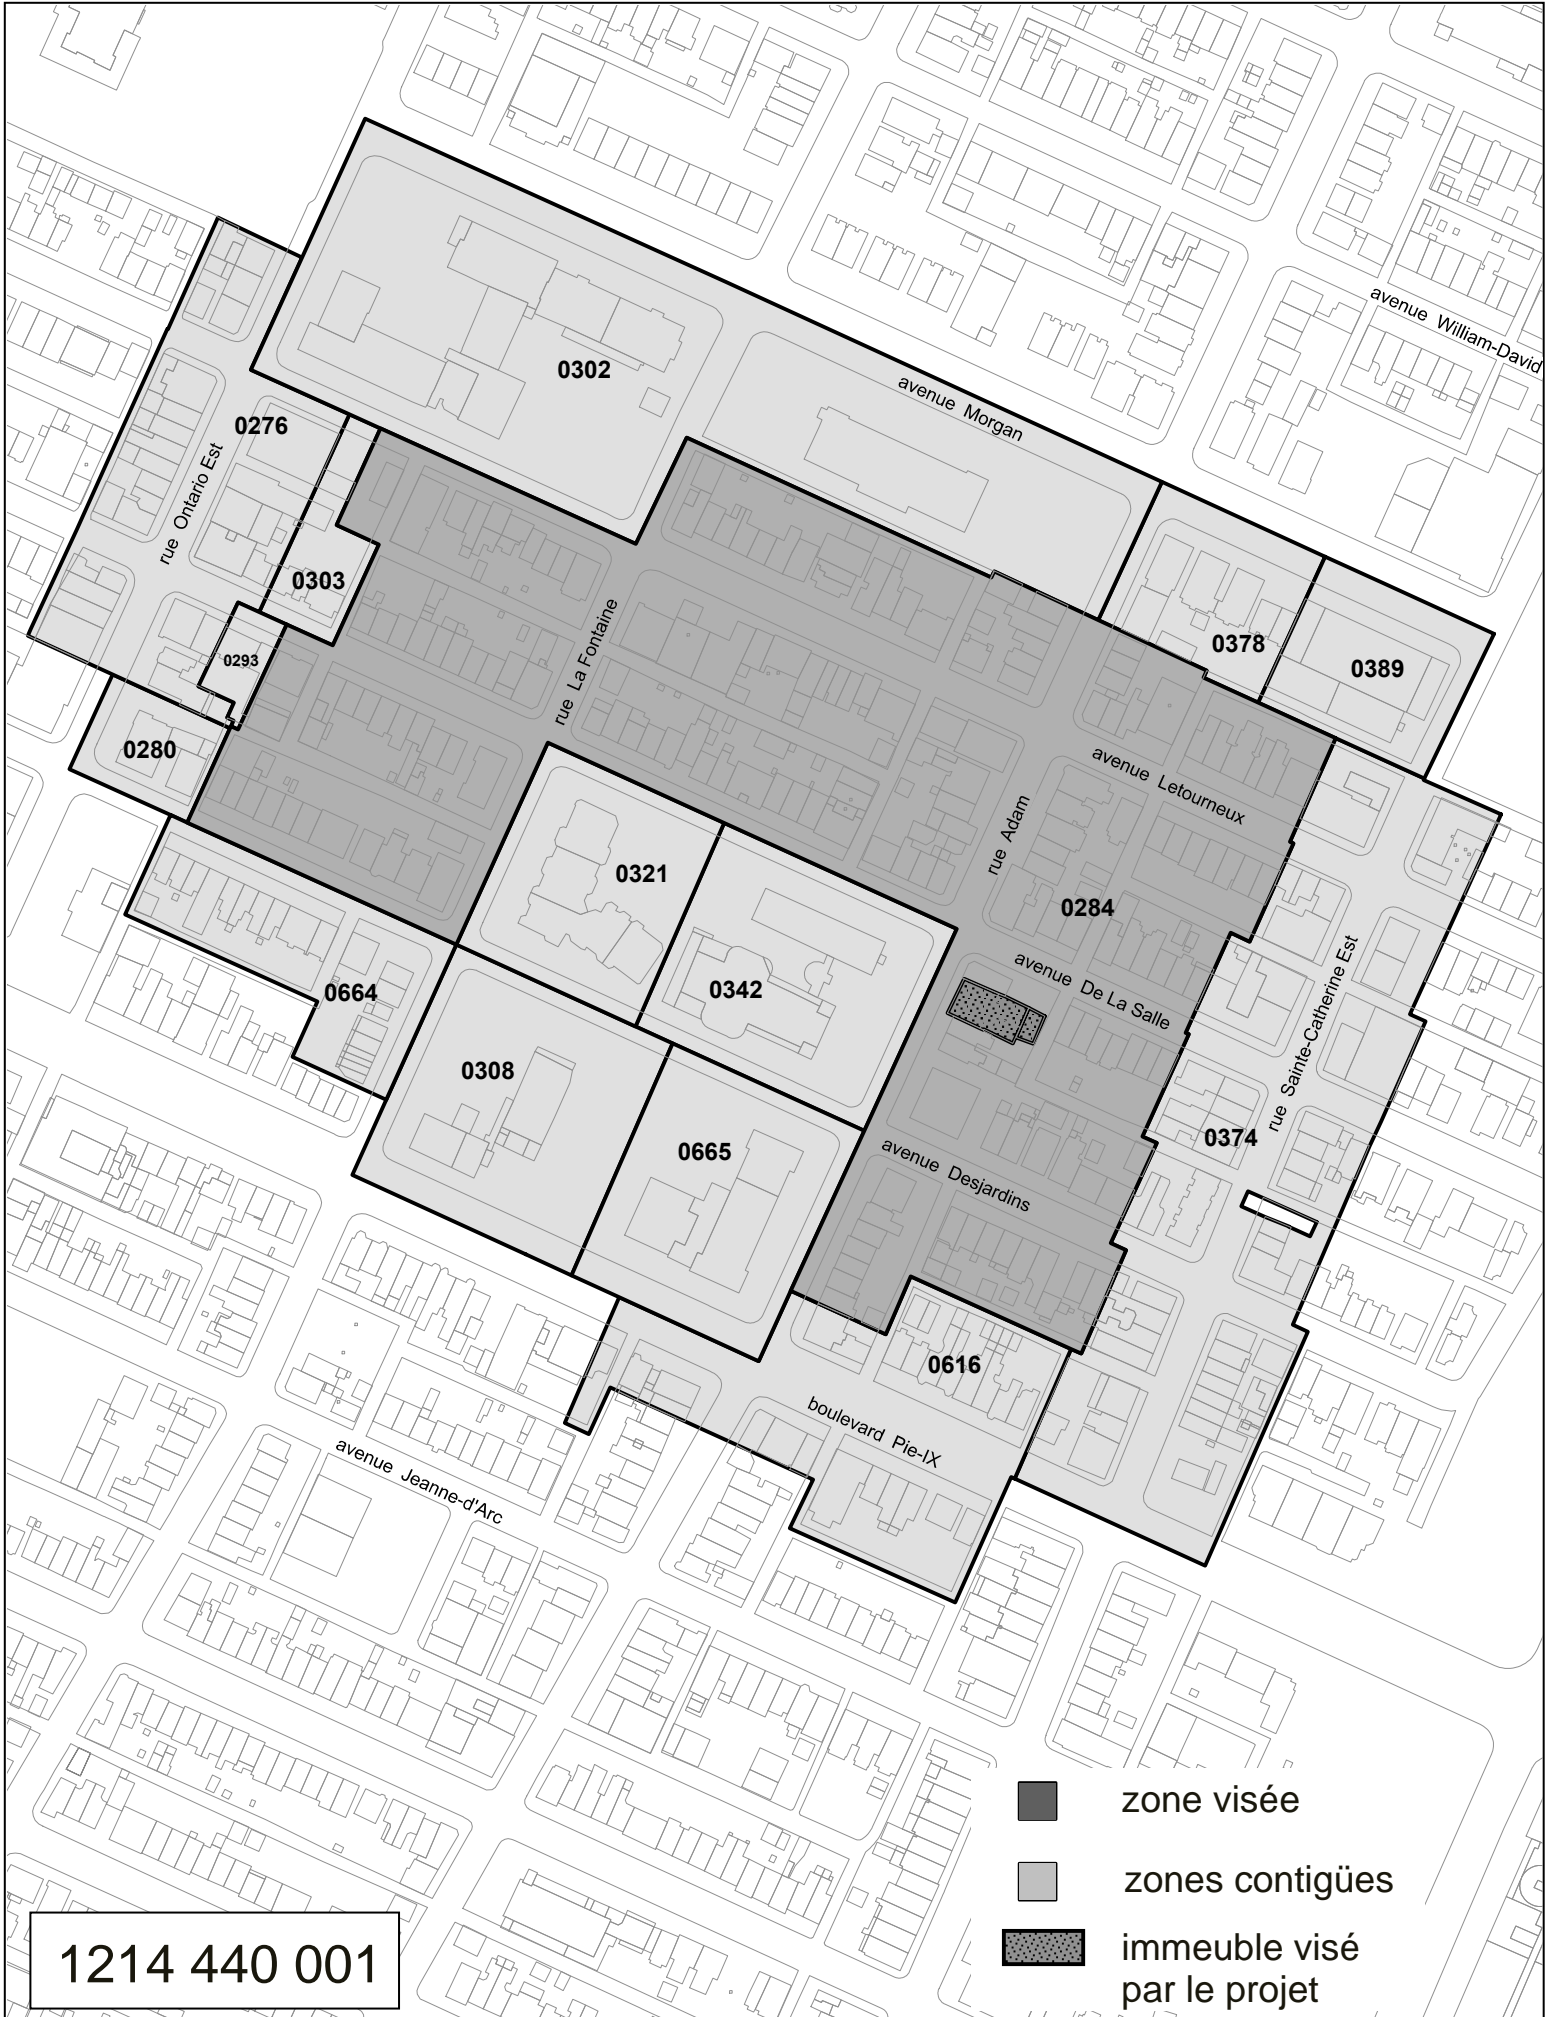 avenue William-David
0302
avenue Morgan
0276
rue Ontario Est
0303
0378
0293
rue La Fontaine
0389
0280
avenue Letourneux
rue Adam
0321
0284
0664
0342
avenue De La Salle
rue Sainte-Catherine Est
0308
0374
0665
avenue Desjardins
0616
boulevard Pie-IX
avenue Jeanne-d'Arc
zone visée
zones contigües
immeuble visé
par le projet
1214 440 001